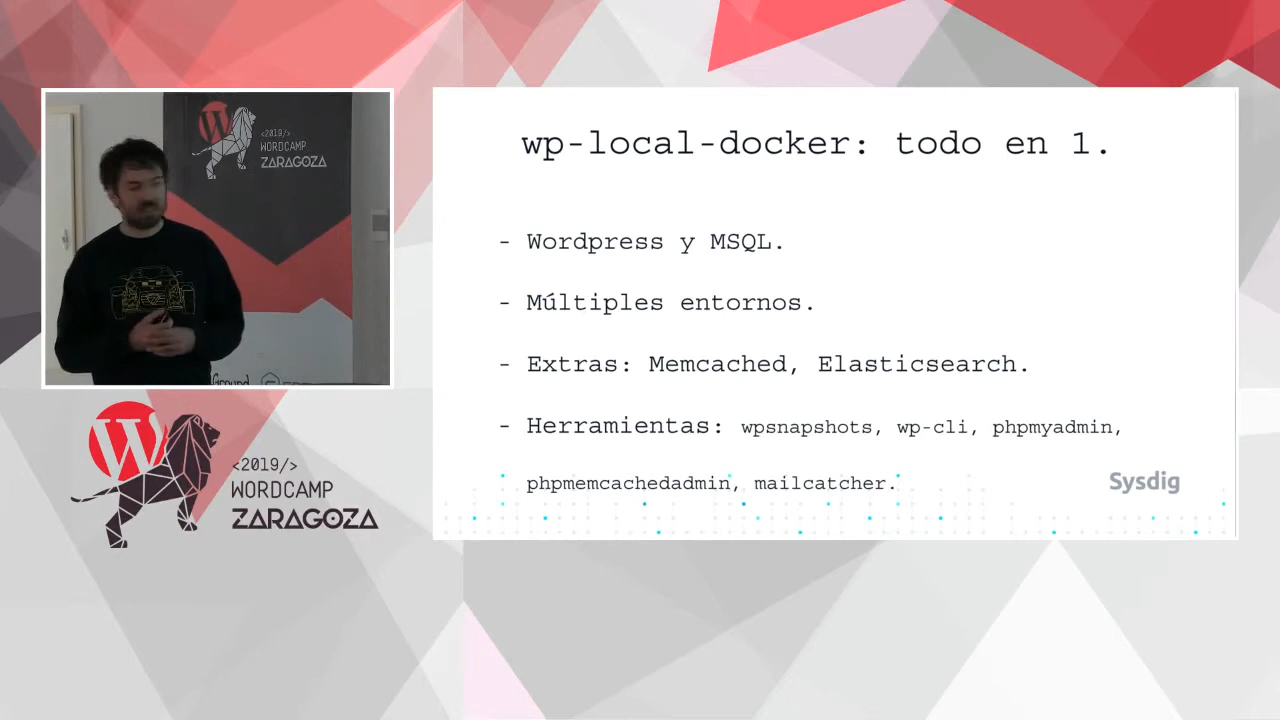 <2019/>
WORDCAMP
ZARAGOZA
Ground
W
<2019/>
WORDCAMP
ZARAGOZA
wp-local-docker: todo en 1.
- Wordpress y MSQL.
- Múltiples entornos.
- Extras: Memcached, Elasticsearch.
- Herramientas: wpsnapshots, wp-cli, phpmyadmin,
phpmemcachedadmin, mailcatcher.
Sysdig